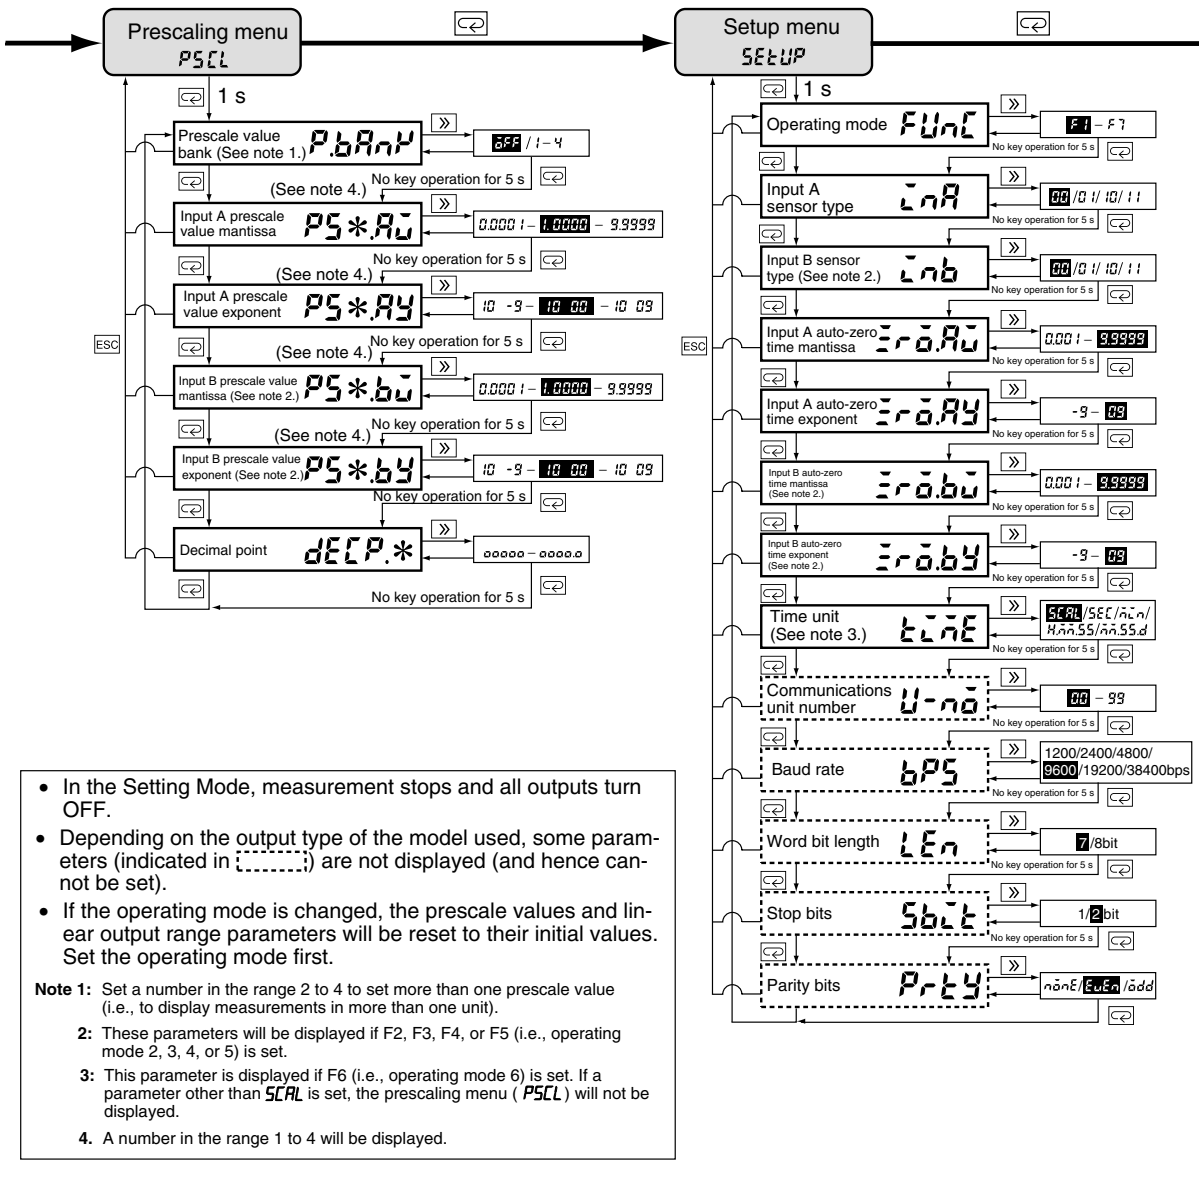 Prescaling menu
PSCL
1 s
Prescale value
bank (See note 1.)
P.bAnK
OFF / 1 – 4
No key operation for 5 s
(See note 4.)
Input A prescale
value mantissa
PS*.AX
0.0001 – 1.0000 – 9.9999
No key operation for 5 s
(See note 4.)
Input A prescale
value exponent
PS*.AY
10 -9 – 10 00 – 10 09
No key operation for 5 s
(See note 4.)
Input B prescale value
mantissa (See note 2.)
PS*.bX
0.0001 – 1.0000 – 9.9999
No key operation for 5 s
(See note 4.)
Input B prescale value
exponent (See note 2.)
PS*.bY
10 -9 – 10 00 – 10 09
No key operation for 5 s
Decimal point
dECP.*
ooooo – oooo.o
No key operation for 5 s
ESC
Setup menu
SEtUP
1 s
Operating mode
FUnC
F1 – F7
No key operation for 5 s
Input A
sensor type
inA
00/01/10/11
No key operation for 5 s
Input B sensor
type (See note 2.)
inb
00/01/10/11
No key operation for 5 s
Input A auto-zero
time mantissa
Zro.AX
0.001 – 9.9999
No key operation for 5 s
Input A auto-zero
time exponent
Zro.AY
-9 – 09
No key operation for 5 s
Input B auto-zero
time mantissa
(See note 2.)
Zro.bX
0.001 – 9.9999
No key operation for 5 s
Input B auto-zero
time exponent
(See note 2.)
Zro.bY
-9 – 09
No key operation for 5 s
Time unit
(See note 3.)
timE
SCAL/SEC/min/
H.mm.SS/mm.SS.d
No key operation for 5 s
Communications
unit number
U-no
00 – 99
No key operation for 5 s
Baud rate
bPS
1200/2400/4800/
9600/19200/38400bps
No key operation for 5 s
Word bit length
LEn
7/8bit
No key operation for 5 s
Stop bits
Sbit
1/2bit
No key operation for 5 s
Parity bits
PrtY
nonE/EuEn/odd
ESC
• In the Setting Mode, measurement stops and all outputs turn
OFF.
• Depending on the output type of the model used, some param-
eters (indicated in ) are not displayed (and hence can-
not be set).
• If the operating mode is changed, the prescale values and lin-
ear output range parameters will be reset to their initial values.
Set the operating mode first.
Note 1: Set a number in the range 2 to 4 to set more than one prescale value
(i.e., to display measurements in more than one unit).
2: These parameters will be displayed if F2, F3, F4, or F5 (i.e., operating
mode 2, 3, 4, or 5) is set.
3: This parameter is displayed if F6 (i.e., operating mode 6) is set. If a
parameter other than SCAL is set, the prescaling menu ( PSCL ) will not be
displayed.
4. A number in the range 1 to 4 will be displayed.